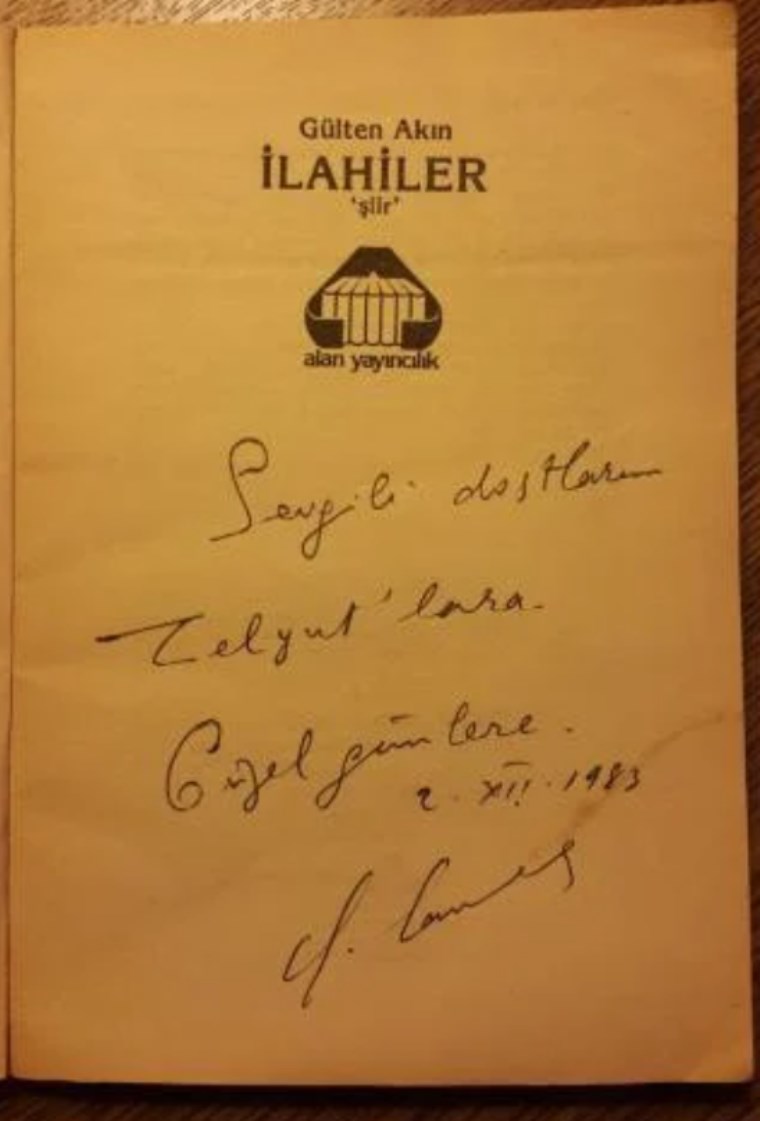 Gülten Akın
İLAHİLER
'şiir'
alan yayıncılık
Sevgili dostlarım
Telyut'lara.
Güzel günlere.
2. XII. 1983